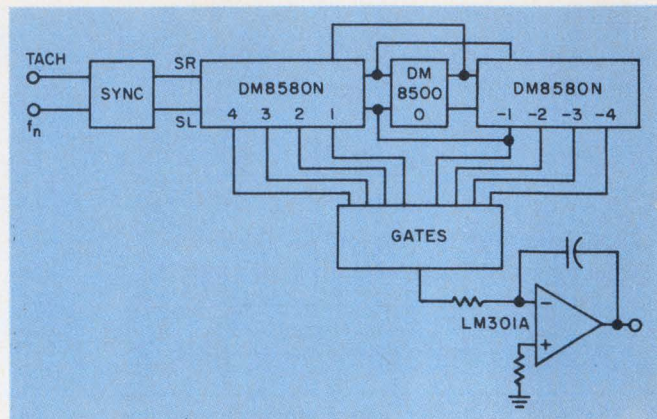 TACH
f_n
SYNC
SR
SL
DM8580N
4 3 2 1
DM
8500
0
DM8580N
-1 -2 -3 -4
GATES
LM301A
-
+